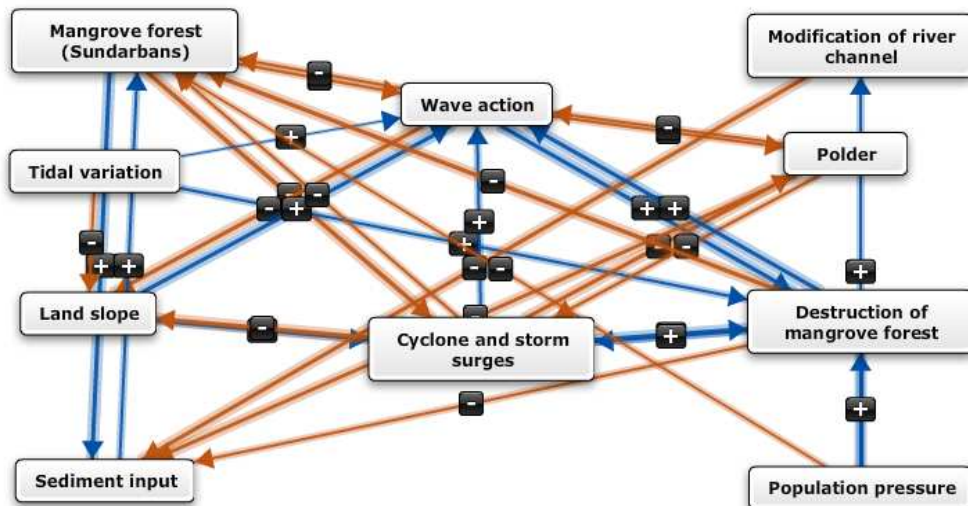 Mangrove forest
(Sundarbans)
Modification of river
channel
Wave action
Polder
Tidal variation
Land slope
Cyclone and storm
surges
Destruction of
mangrove forest
Sediment input
Population pressure